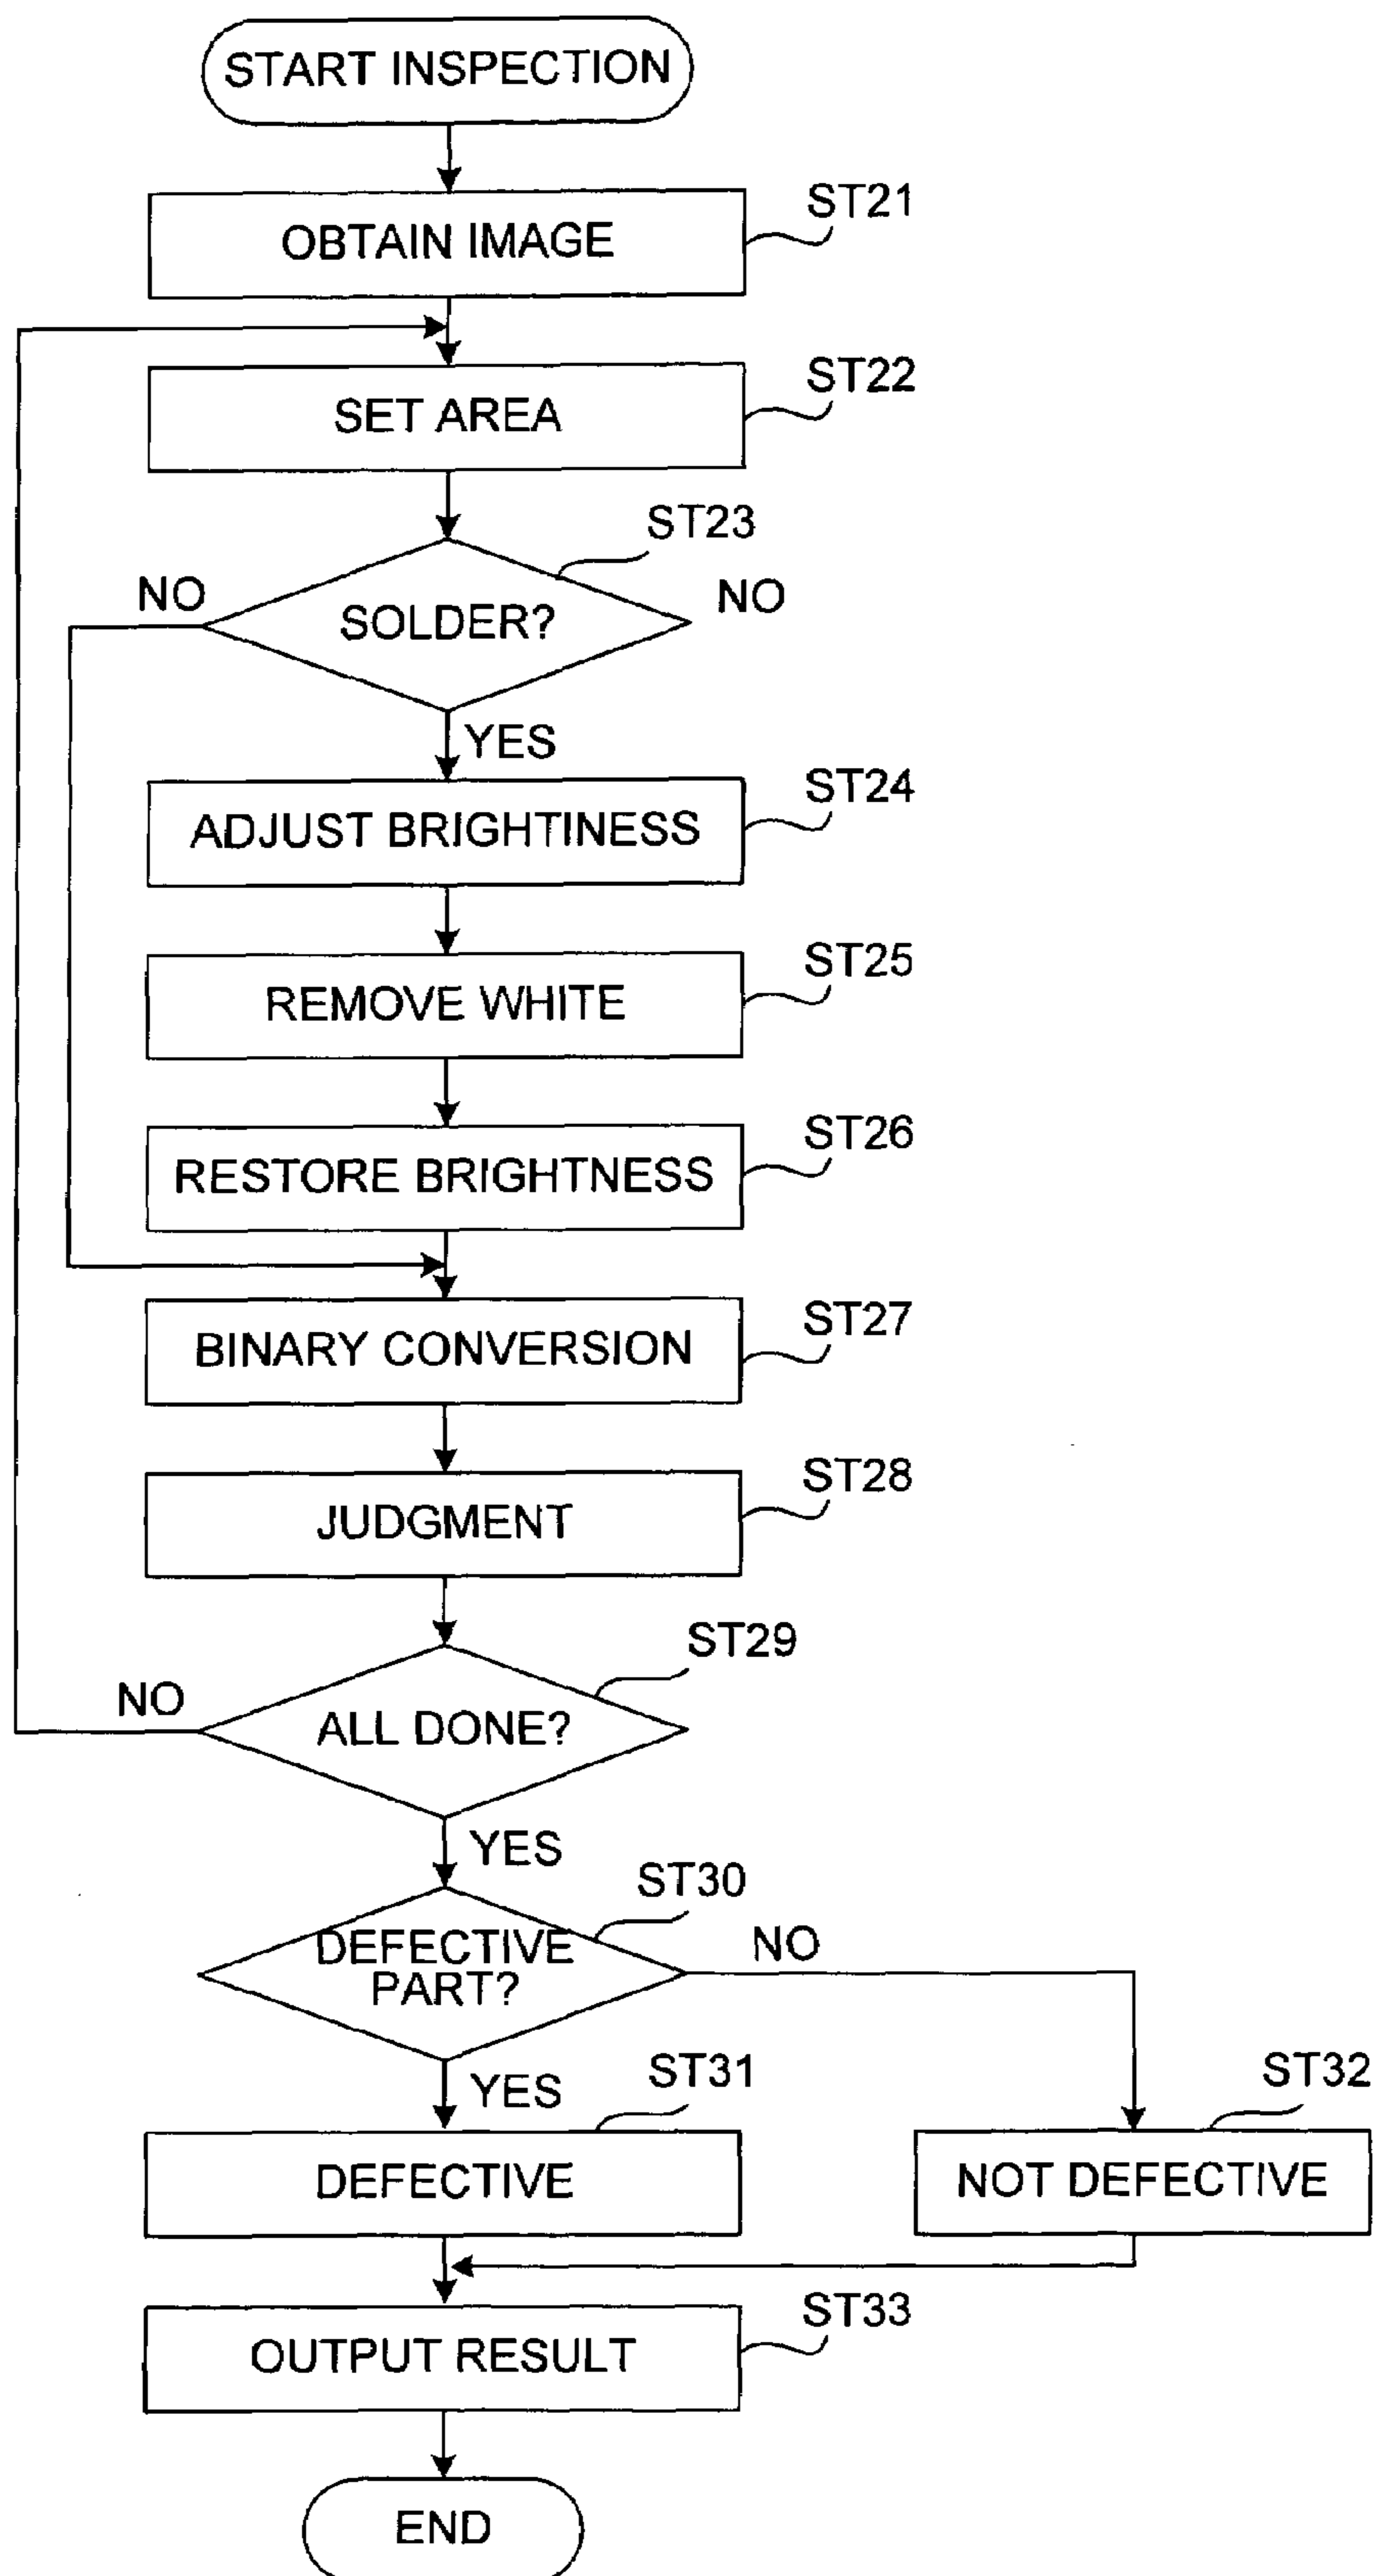 START INSPECTION
ST21
OBTAIN IMAGE
ST22
SET AREA
ST23
NO
SOLDER?
NO
YES
ST24
ADJUST BRIGHTINESS
ST25
REMOVE WHITE
ST26
RESTORE BRIGHTNESS
ST27
BINARY CONVERSION
ST28
JUDGMENT
ST29
NO
ALL DONE?
YES
ST30
DEFECTIVE
PART?
NO
YES
ST31
DEFECTIVE
ST32
NOT DEFECTIVE
ST33
OUTPUT RESULT
END